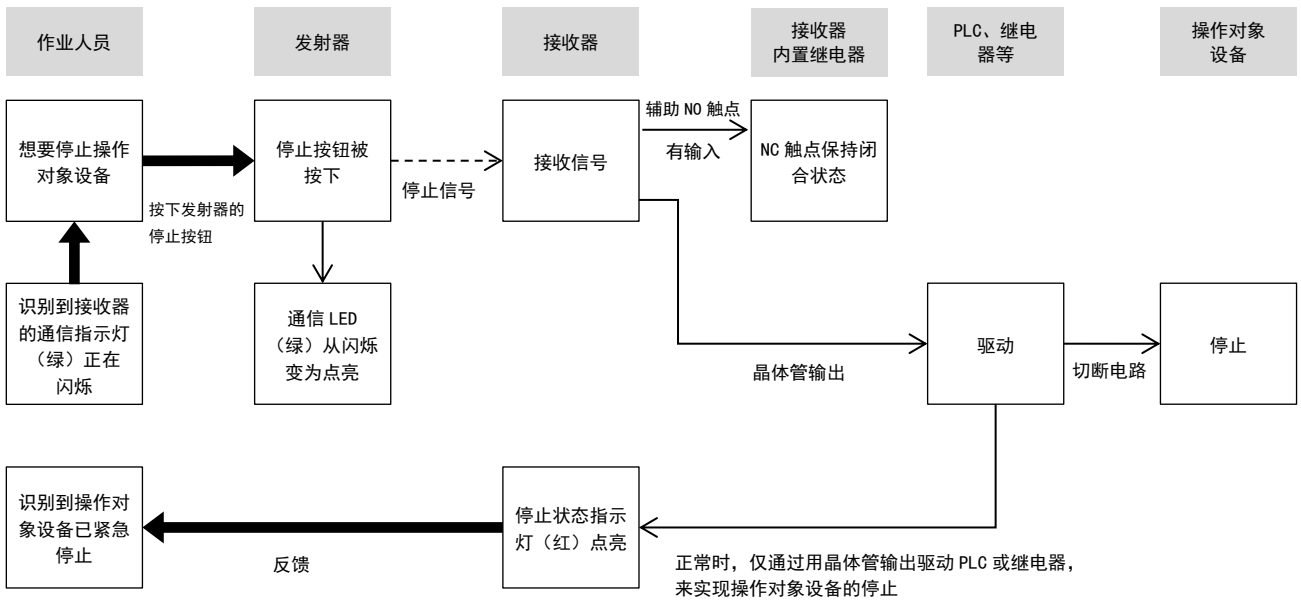 作业人员
发射器
接收器
接收器
内置继电器
PLC、继电
器等
操作对象
设备
想要停止操作
对象设备
按下发射器的
停止按钮
停止按钮被
按下
停止信号
接收信号
辅助 NO 触点
有输入
NC 触点保持闭
合状态
识别到接收器
的通信指示灯
（绿）正在
闪烁
通信 LED
（绿）从闪烁
变为点亮
晶体管输出
驱动
切断电路
停止
识别到操作对
象设备已紧急
停止
反馈
停止状态指示
灯（红）点亮
正常时，仅通过用晶体管输出驱动 PLC 或继电器，
来实现操作对象设备的停止